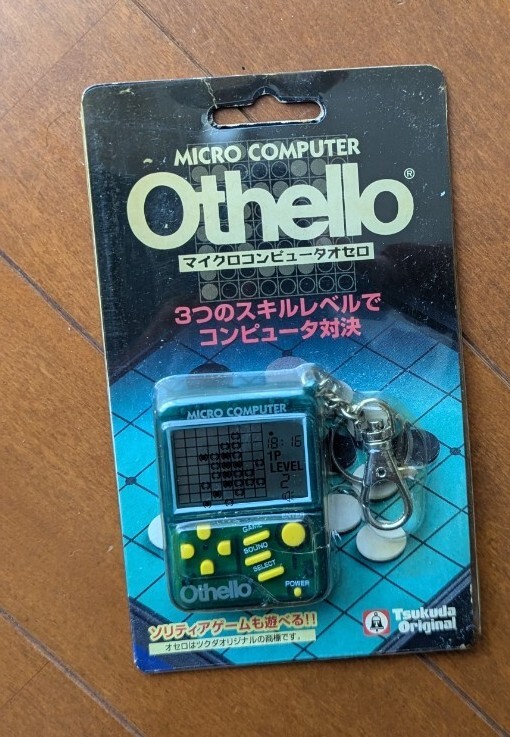 MICRO COMPUTER
Othello®
マイクロコンピュータオセロ
3つのスキルレベルで
コンピュータ対決
MICRO COMPUTER
18:16
1P
LEVEL
2
GAME
SOUND
SELECT
POWER
Othello
ソリティアゲームも遊べる!!
オセロはツクダオリジナルの商標です。
Tsukuda
Original